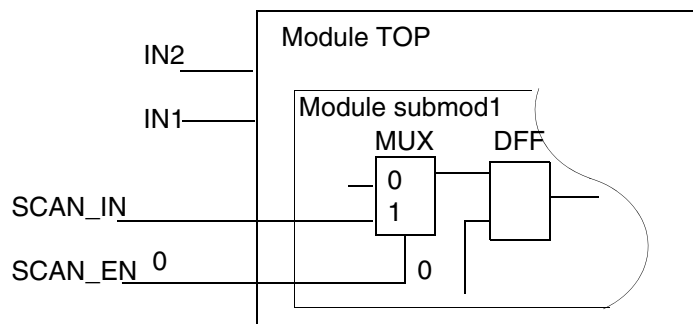 Module TOP
IN2
IN1
Module submod1
MUX DFF
0
1
SCAN_IN
SCAN_EN 0
0